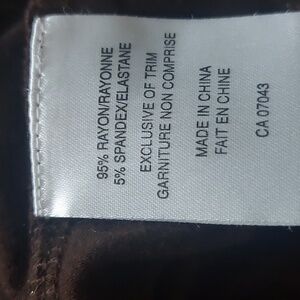 95% RAYON/RAYONNE
5% SPANDEX/ELASTANE
EXCLUSIVE OF TRIM
GARNITURE NON COMPRISE
MADE IN CHINA
FAIT EN CHINE
CA 07043